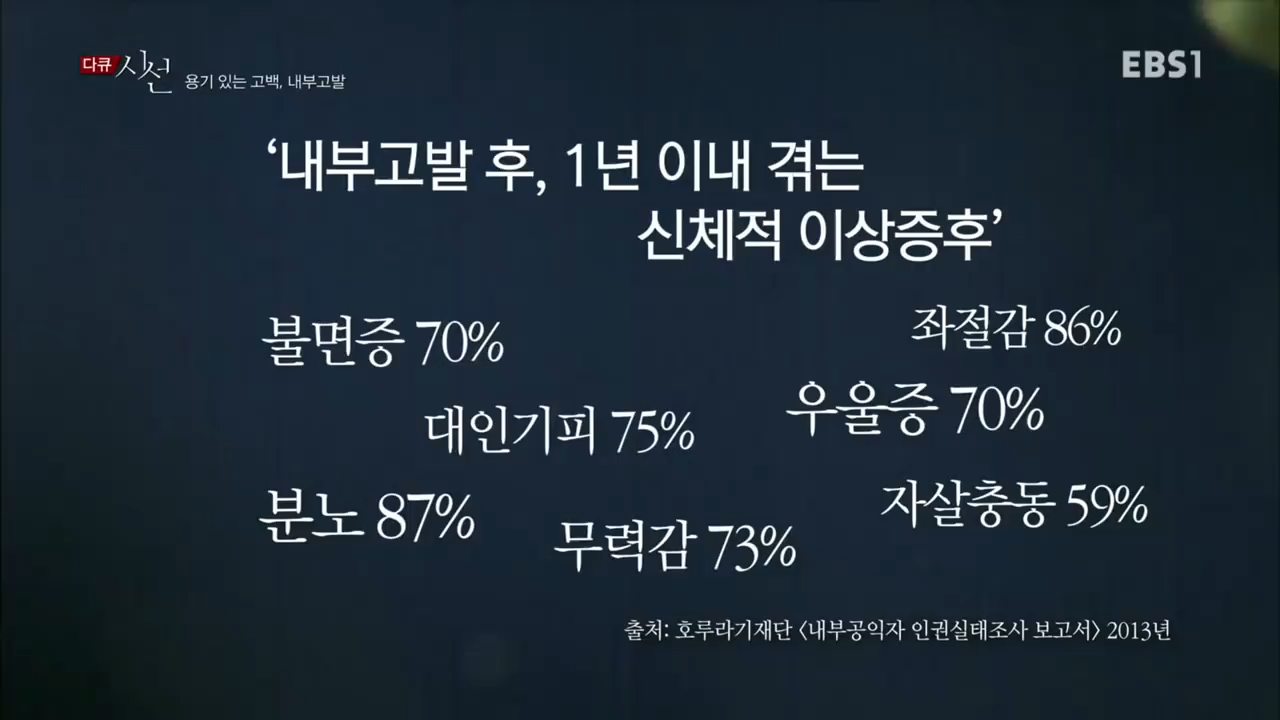 다큐 시선 용기 있는 고백, 내부고발
EBS1
‘내부고발 후, 1년 이내 겪는
신체적 이상증후’
불면증 70%
좌절감 86%
대인기피 75%
우울증 70%
분노 87%
무력감 73%
자살충동 59%
출처: 호루라기재단 〈내부공익자 인권실태조사 보고서〉 2013년